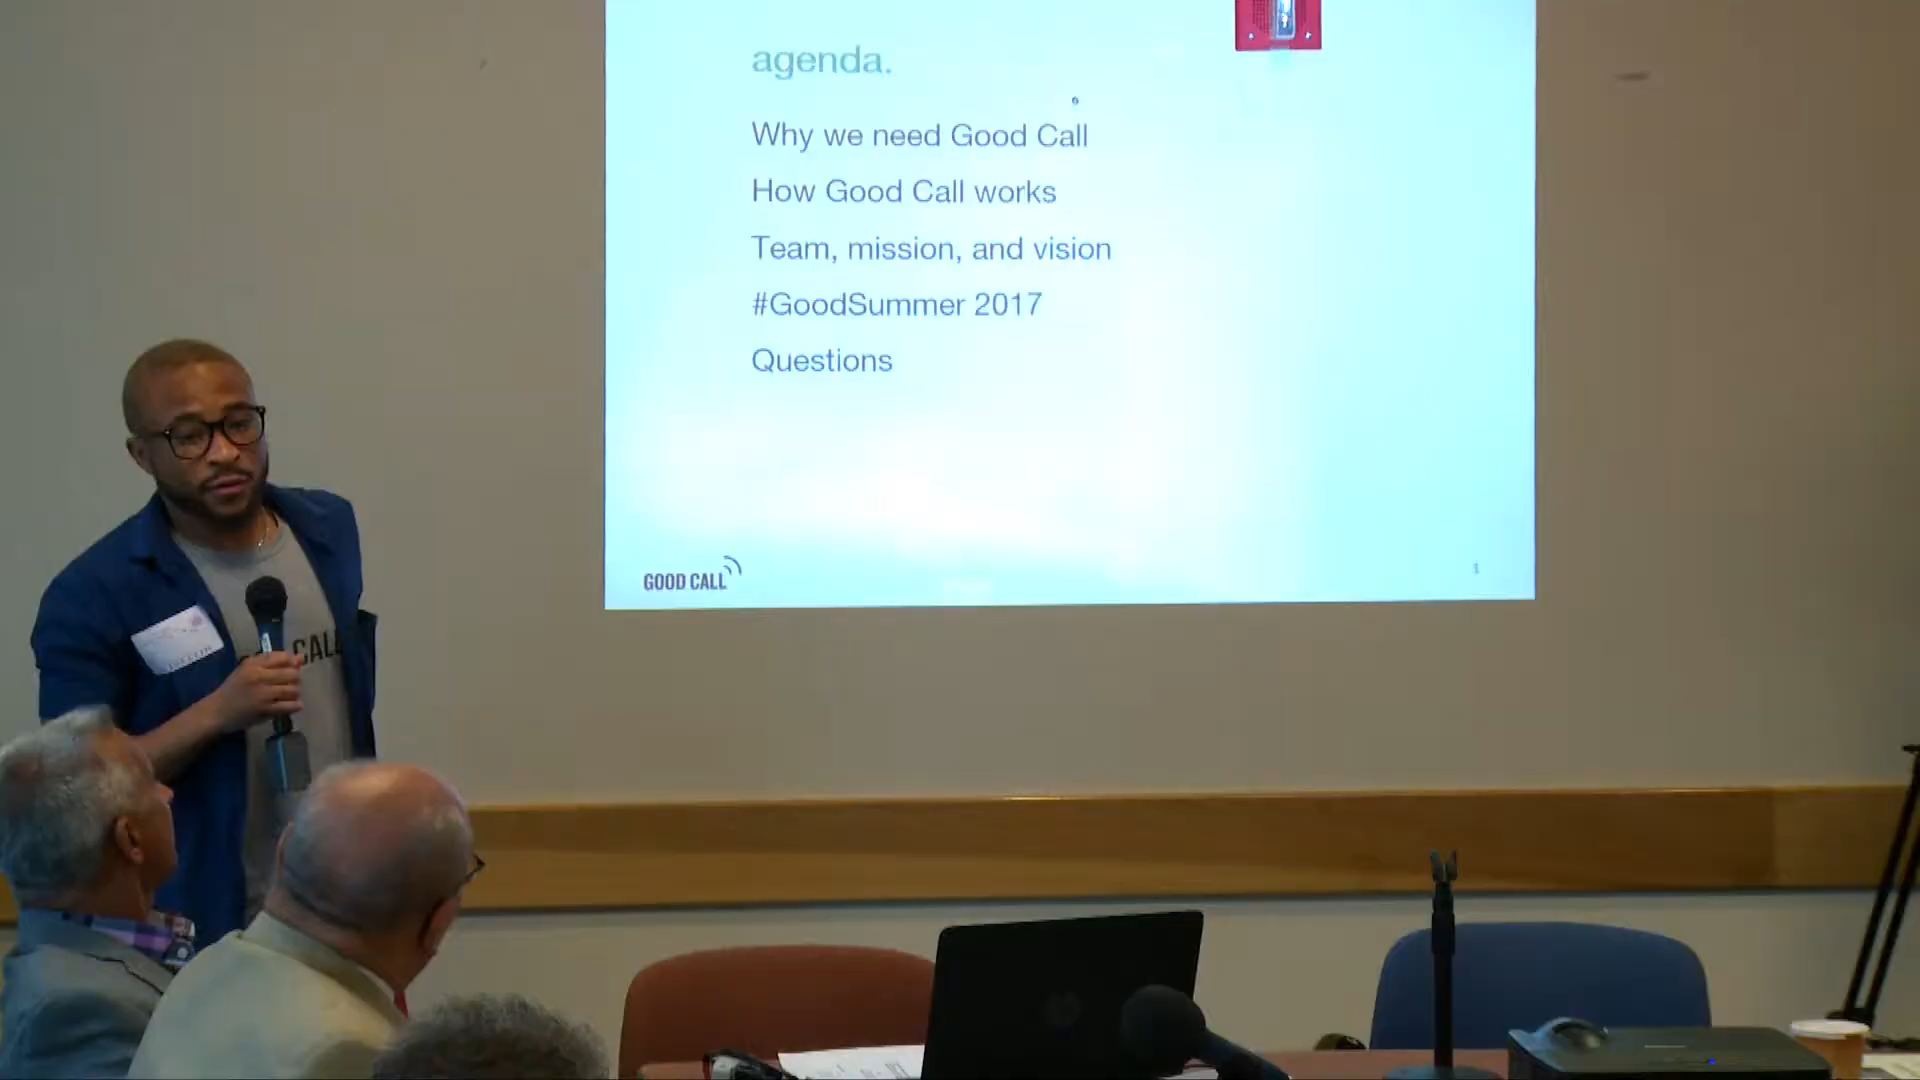 agenda.
Why we need Good Call
How Good Call works
Team, mission, and vision
#GoodSummer 2017
Questions
GOOD CALL
CALL